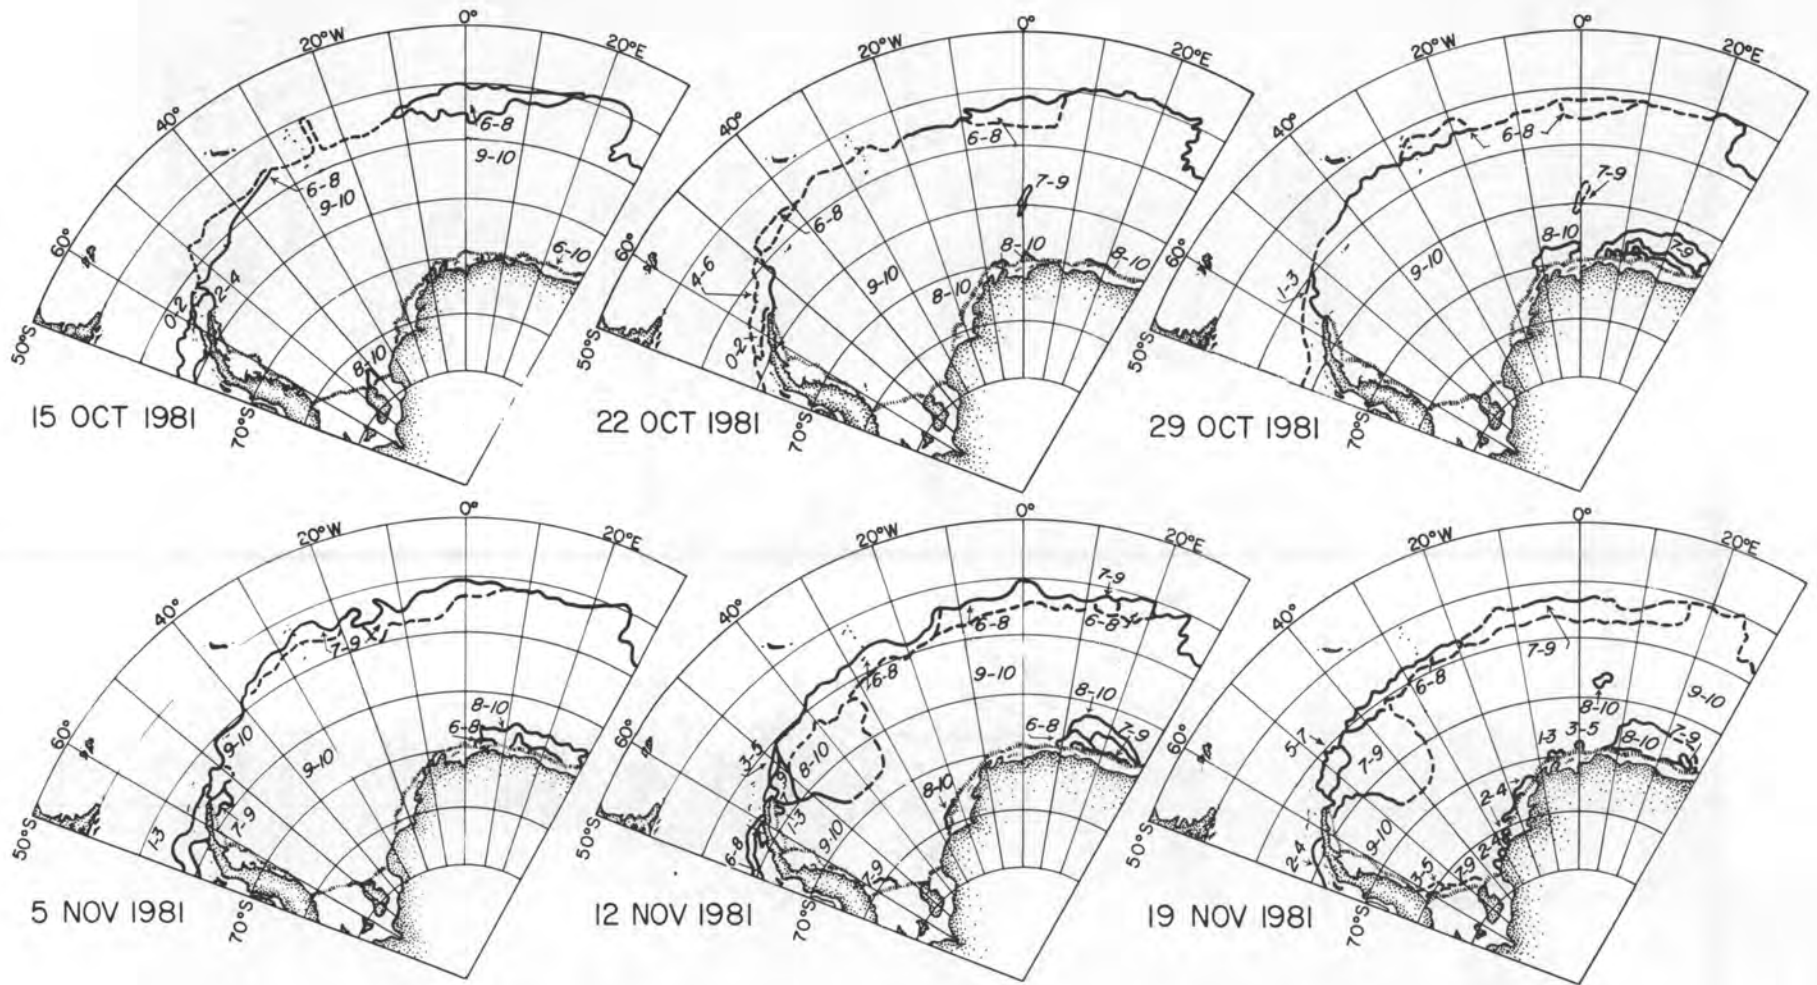 0°
20°W
20°E
40°
6-8
9-10
6-8
9-10
60°
6-10
2-4
0-2
50°S
8-10
70°S
15 OCT 1981
0°
20°W
20°E
40°
6-8
7-9
6-8
60°
8-10
8-10
4-6
9-10
8-10
0-2
50°S
70°S
22 OCT 1981
0°
20°W
20°E
40°
6-8
7-9
60°
8-10
7-9
9-10
1-3
50°S
70°S
29 OCT 1981
0°
20°W
20°E
40°
7-9
8-10
6-8
60°
9-10
9-10
7-9
1-3
50°S
70°S
5 NOV 1981
0°
20°W
20°E
7-9
40°
6-8
6-8
6-8
9-10
8-10
6-8
7-9
60°
3-5
8-10
8-10
1-3
9-10
7-9
6-8
50°S
70°S
12 NOV 1981
0°
20°W
20°E
40°
7-9
6-8
9-10
8-10
5-7
1-3
3-5
7-9
8-10
60°
7-9
2-4
2-4
9-10
3-5
7-9
2-4
50°S
70°S
19 NOV 1981